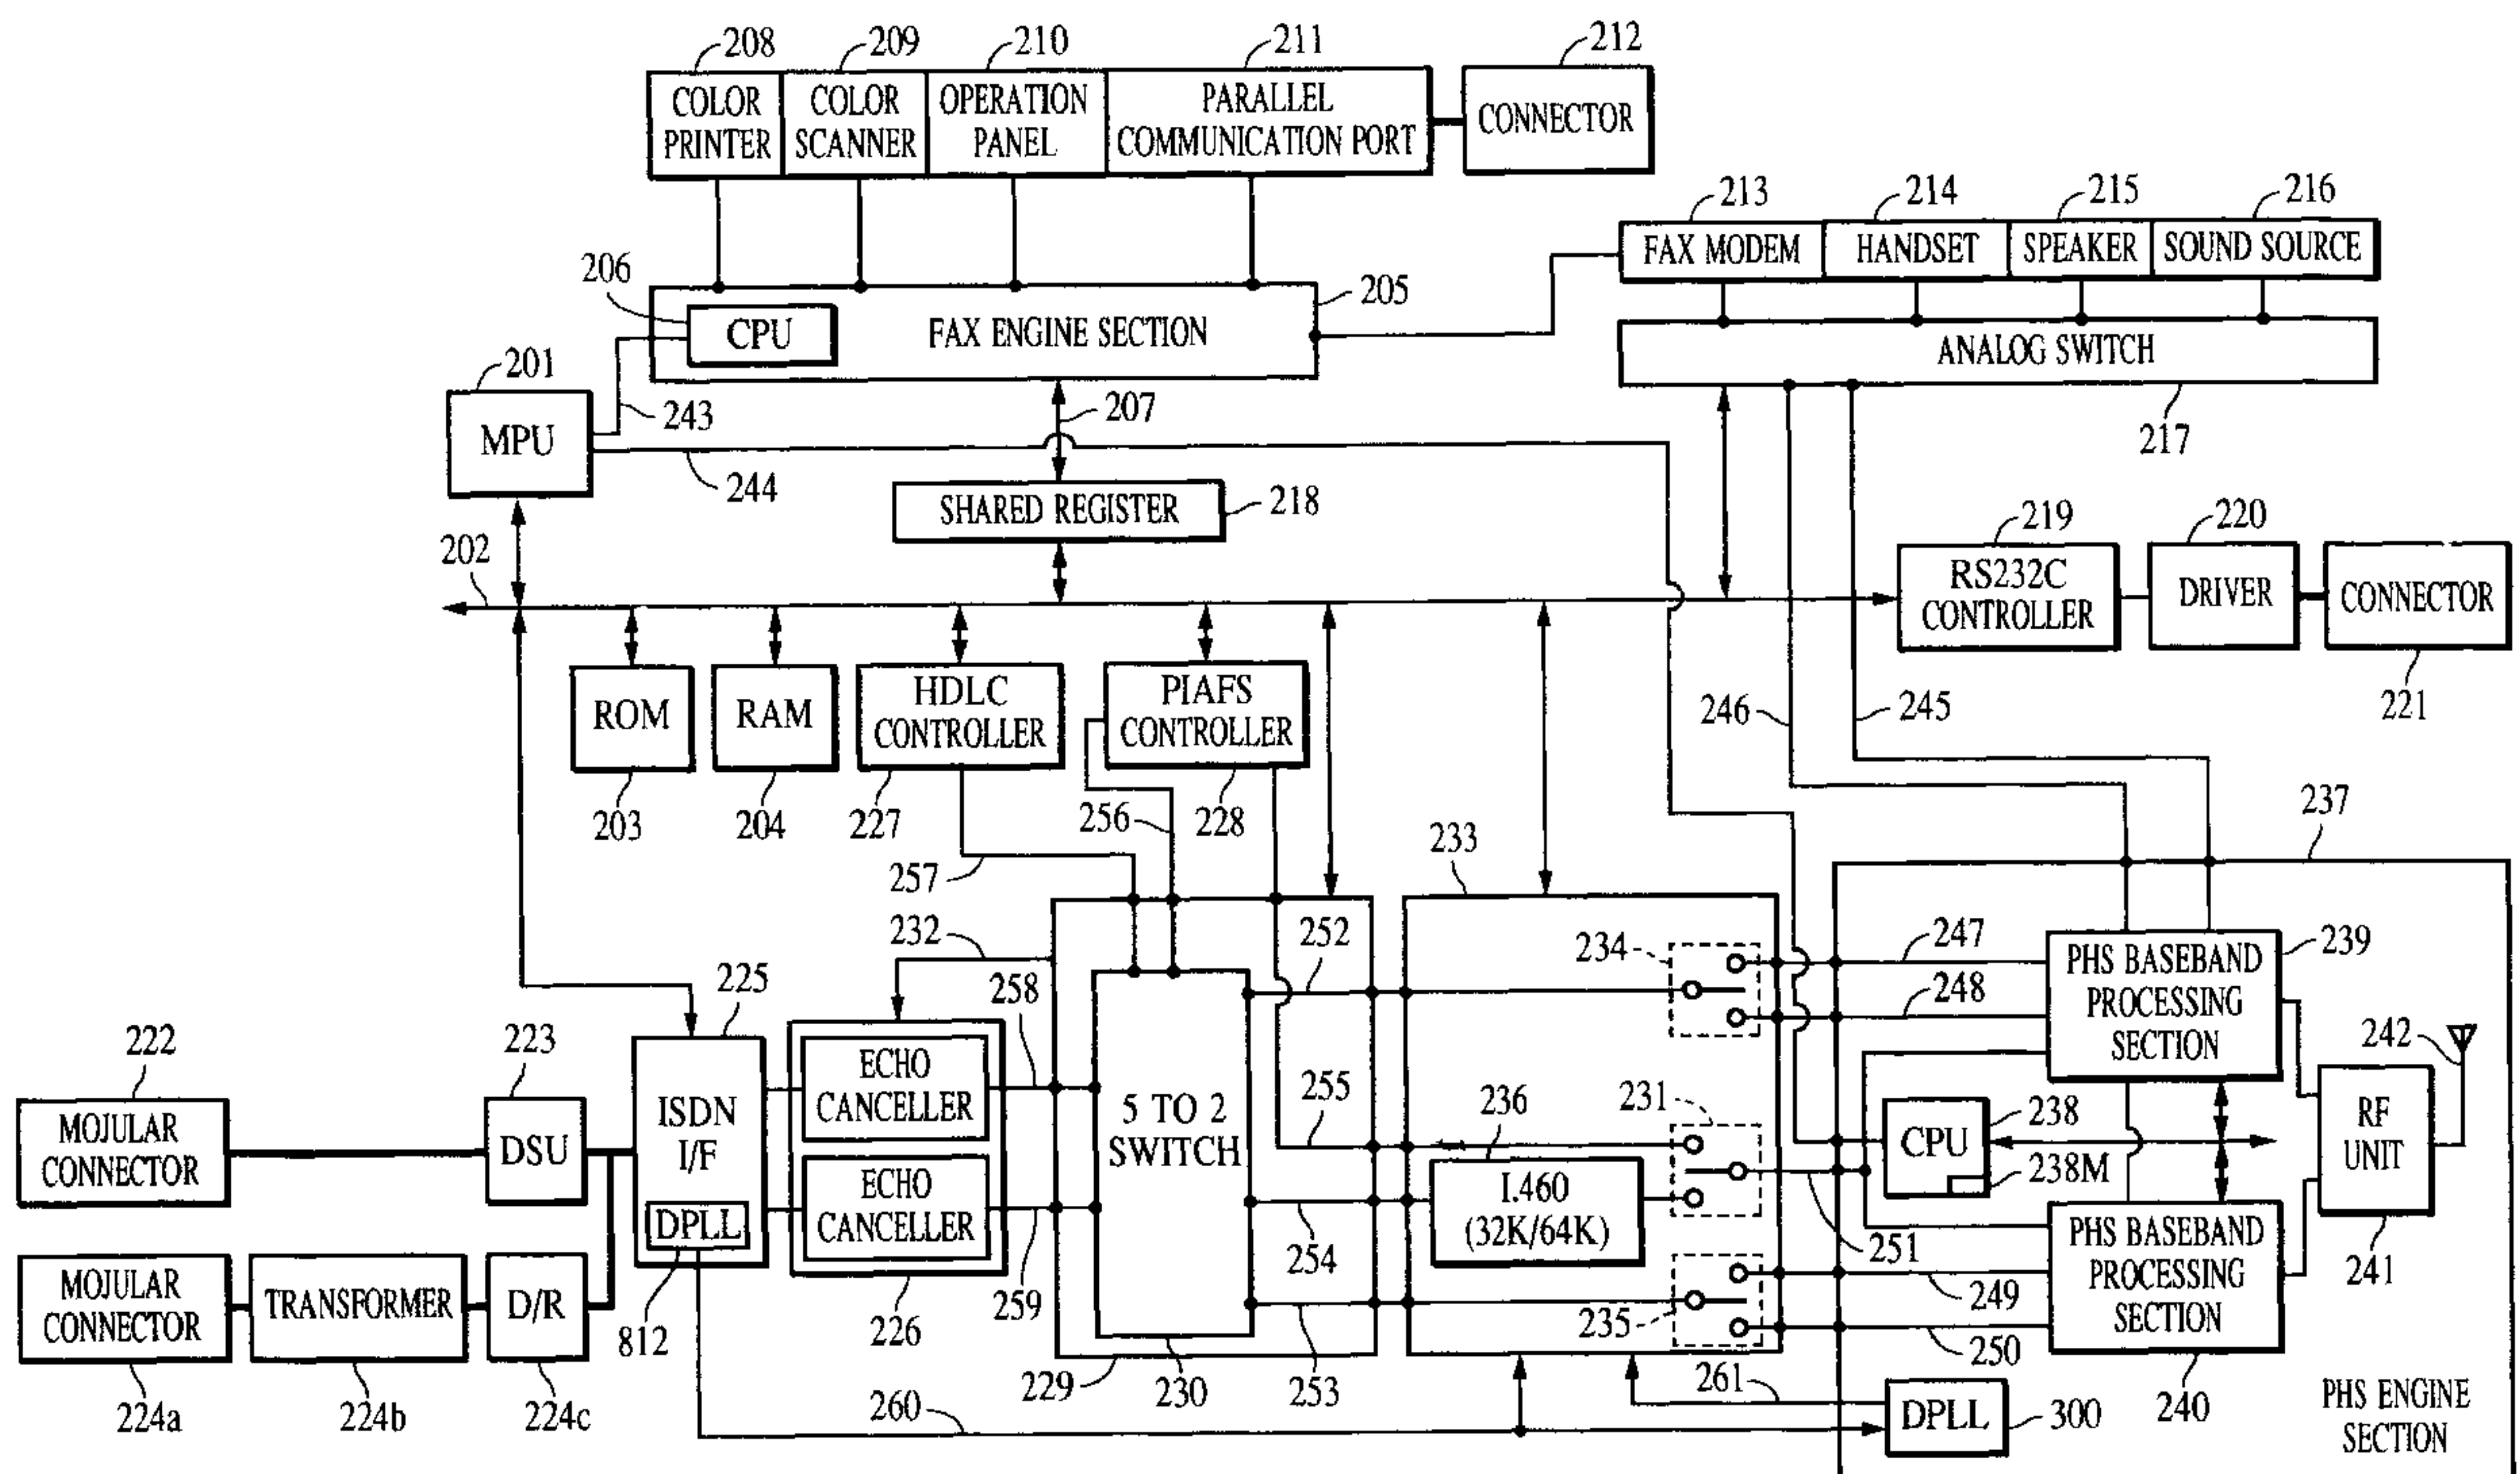 208
209
210
211
212
COLOR
PRINTER
COLOR
SCANNER
OPERATION
PANEL
PARALLEL
COMMUNICATION PORT
CONNECTOR
213
214
215
216
FAX MODEM
HANDSET
SPEAKER
SOUND SOURCE
206
205
CPU
FAX ENGINE SECTION
ANALOG SWITCH
201
243
207
217
MPU
244
SHARED REGISTER
218
219
220
202
RS232C
CONTROLLER
DRIVER
CONNECTOR
221
ROM
RAM
HDLC
CONTROLLER
PIAFS
CONTROLLER
246
245
203
204
227
256
228
237
257
233
232
252
234
247
239
PHS BASEBAND
PROCESSING
SECTION
225
258
248
242
222
223
ECHO
CANCELLER
255
236
231
238
RF
UNIT
MOJULAR
CONNECTOR
DSU
ISDN
I/F
5 TO 2
SWITCH
CPU
238M
ECHO
CANCELLER
I.460
(32K/64K)
DPLL
254
251
PHS BASEBAND
PROCESSING
SECTION
241
MOJULAR
CONNECTOR
TRANSFORMER
D/R
812
226
259
235
249
250
229
230
253
261
240
224a
224b
224c
260
DPLL
300
PHS ENGINE
SECTION